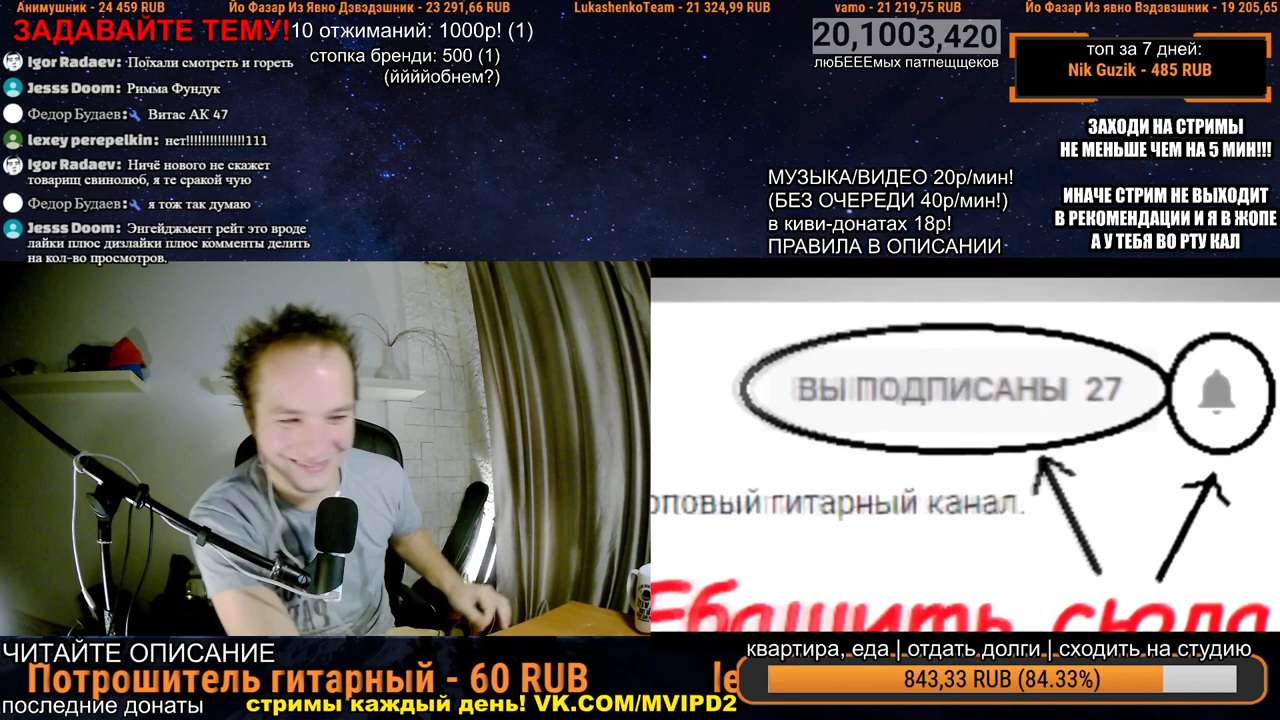 Анимушник - 24 459 RUB
Йо Фазар Из Явно Дэвэдэшник - 23 291,66 RUB
LukashenkoTeam - 21 324,99 RUB
vamo - 21 219,75 RUB
Йо Фазар Из явно Вэдэвэшник - 19 205,65
ЗАДАВАЙТЕ ТЕМУ!
10 отжиманий: 1000р! (1)
стопка бренди: 500 (1)
(ййййобнем?)
20,100
3,420
люБЕЕЕмых патпещщеков
топ за 7 дней:
Nik Guzik - 485 RUB
Igor Radaev: Поїхали смотреть и гореть
Jesss Doom: Римма Фундук
Федор Будаев: Витас АК 47
lexey perepelkin: нет!!!!!!!!!!!!!!!!111
Igor Radaev: Ничё нового не скажет
товарищ свинолюб, я те сракой чую
Федор Будаев: я тож так думаю
Jesss Doom: Энгейджмент рейт это вроде
лайки плюс дизлайки плюс комменты делить
на кол-во просмотров.
МУЗЫКА/ВИДЕО 20р/мин!
(БЕЗ ОЧЕРЕДИ 40р/мин!)
в киви-донатах 18р!
ПРАВИЛА В ОПИСАНИИ
ЗАХОДИ НА СТРИМЫ
НЕ МЕНЬШЕ ЧЕМ НА 5 МИН!!!
ИНАЧЕ СТРИМ НЕ ВЫХОДИТ
В РЕКОМЕНДАЦИИ И Я В ЖОПЕ
А У ТЕБЯ ВО РТУ КАЛ
ВЫ ПОДПИСАНЫ 27
оповый гитарный канал.
Ебашить сюда
ЧИТАЙТЕ ОПИСАНИЕ
Потрошитель гитарный - 60 RUB
le
последние донаты
стримы каждый день! VK.COM/MVIPD2
квартира, еда | отдать долги | сходить на студию
843,33 RUB (84.33%)